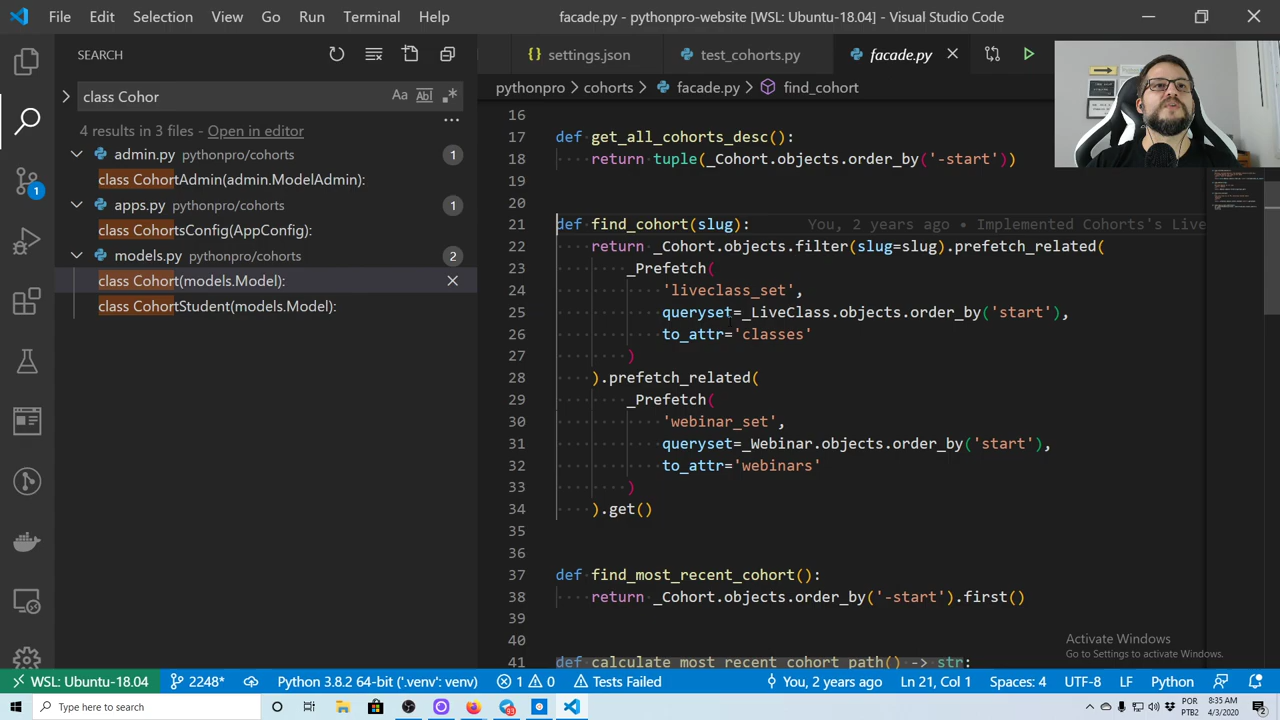 File Edit Selection View Go Run Terminal Help facade.py - pythonpro-website [WSL: Ubuntu-18.04] - Visual Studio Code
SEARCH
class Cohor
Aa Abl
4 results in 3 files - Open in editor
admin.py pythonpro/cohorts 1
class CohortAdmin(admin.ModelAdmin):
apps.py pythonpro/cohorts 1
class CohortsConfig(AppConfig):
models.py pythonpro/cohorts 2
class Cohort(models.Model):
class CohortStudent(models.Model):
1
settings.json test_cohorts.py facade.py
pythonpro > cohorts > facade.py > find_cohort
16
17 def get_all_cohorts_desc():
18 return tuple(_Cohort.objects.order_by('-start'))
19
20
21 def find_cohort(slug): You, 2 years ago • Implemented Cohorts's Live
22 return _Cohort.objects.filter(slug=slug).prefetch_related(
23 _Prefetch(
24 'liveclass_set',
25 queryset=_LiveClass.objects.order_by('start'),
26 to_attr='classes'
27 )
28 ).prefetch_related(
29 _Prefetch(
30 'webinar_set',
31 queryset=_Webinar.objects.order_by('start'),
32 to_attr='webinars'
33 )
34 ).get()
35
36
37 def find_most_recent_cohort():
38 return _Cohort.objects.order_by('-start').first()
39
40
41 def calculate_most_recent_cohort_path() -> str:
Activate Windows
Go to Settings to activate Windows.
WSL: Ubuntu-18.04 2248* Python 3.8.2 64-bit ('.venv': venv) 1 0 Tests Failed You, 2 years ago Ln 21, Col 1 Spaces: 4 UTF-8 LF Python
Type here to search 93 POR PTB2 8:35 AM 4/3/2020 2